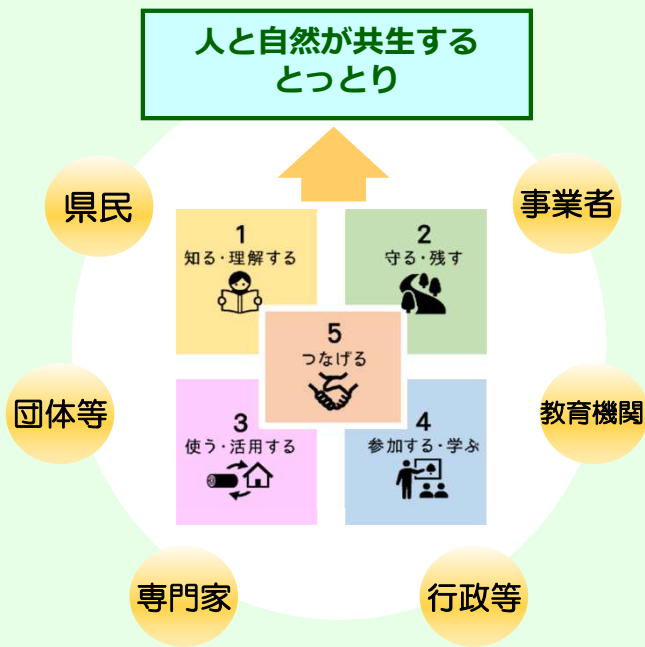 人と自然が共生する
とっとり
県民
事業者
1
知る・理解する
2
守る・残す
5
つなげる
団体等
教育機関
3
使う・活用する
4
参加する・学ぶ
専門家
行政等